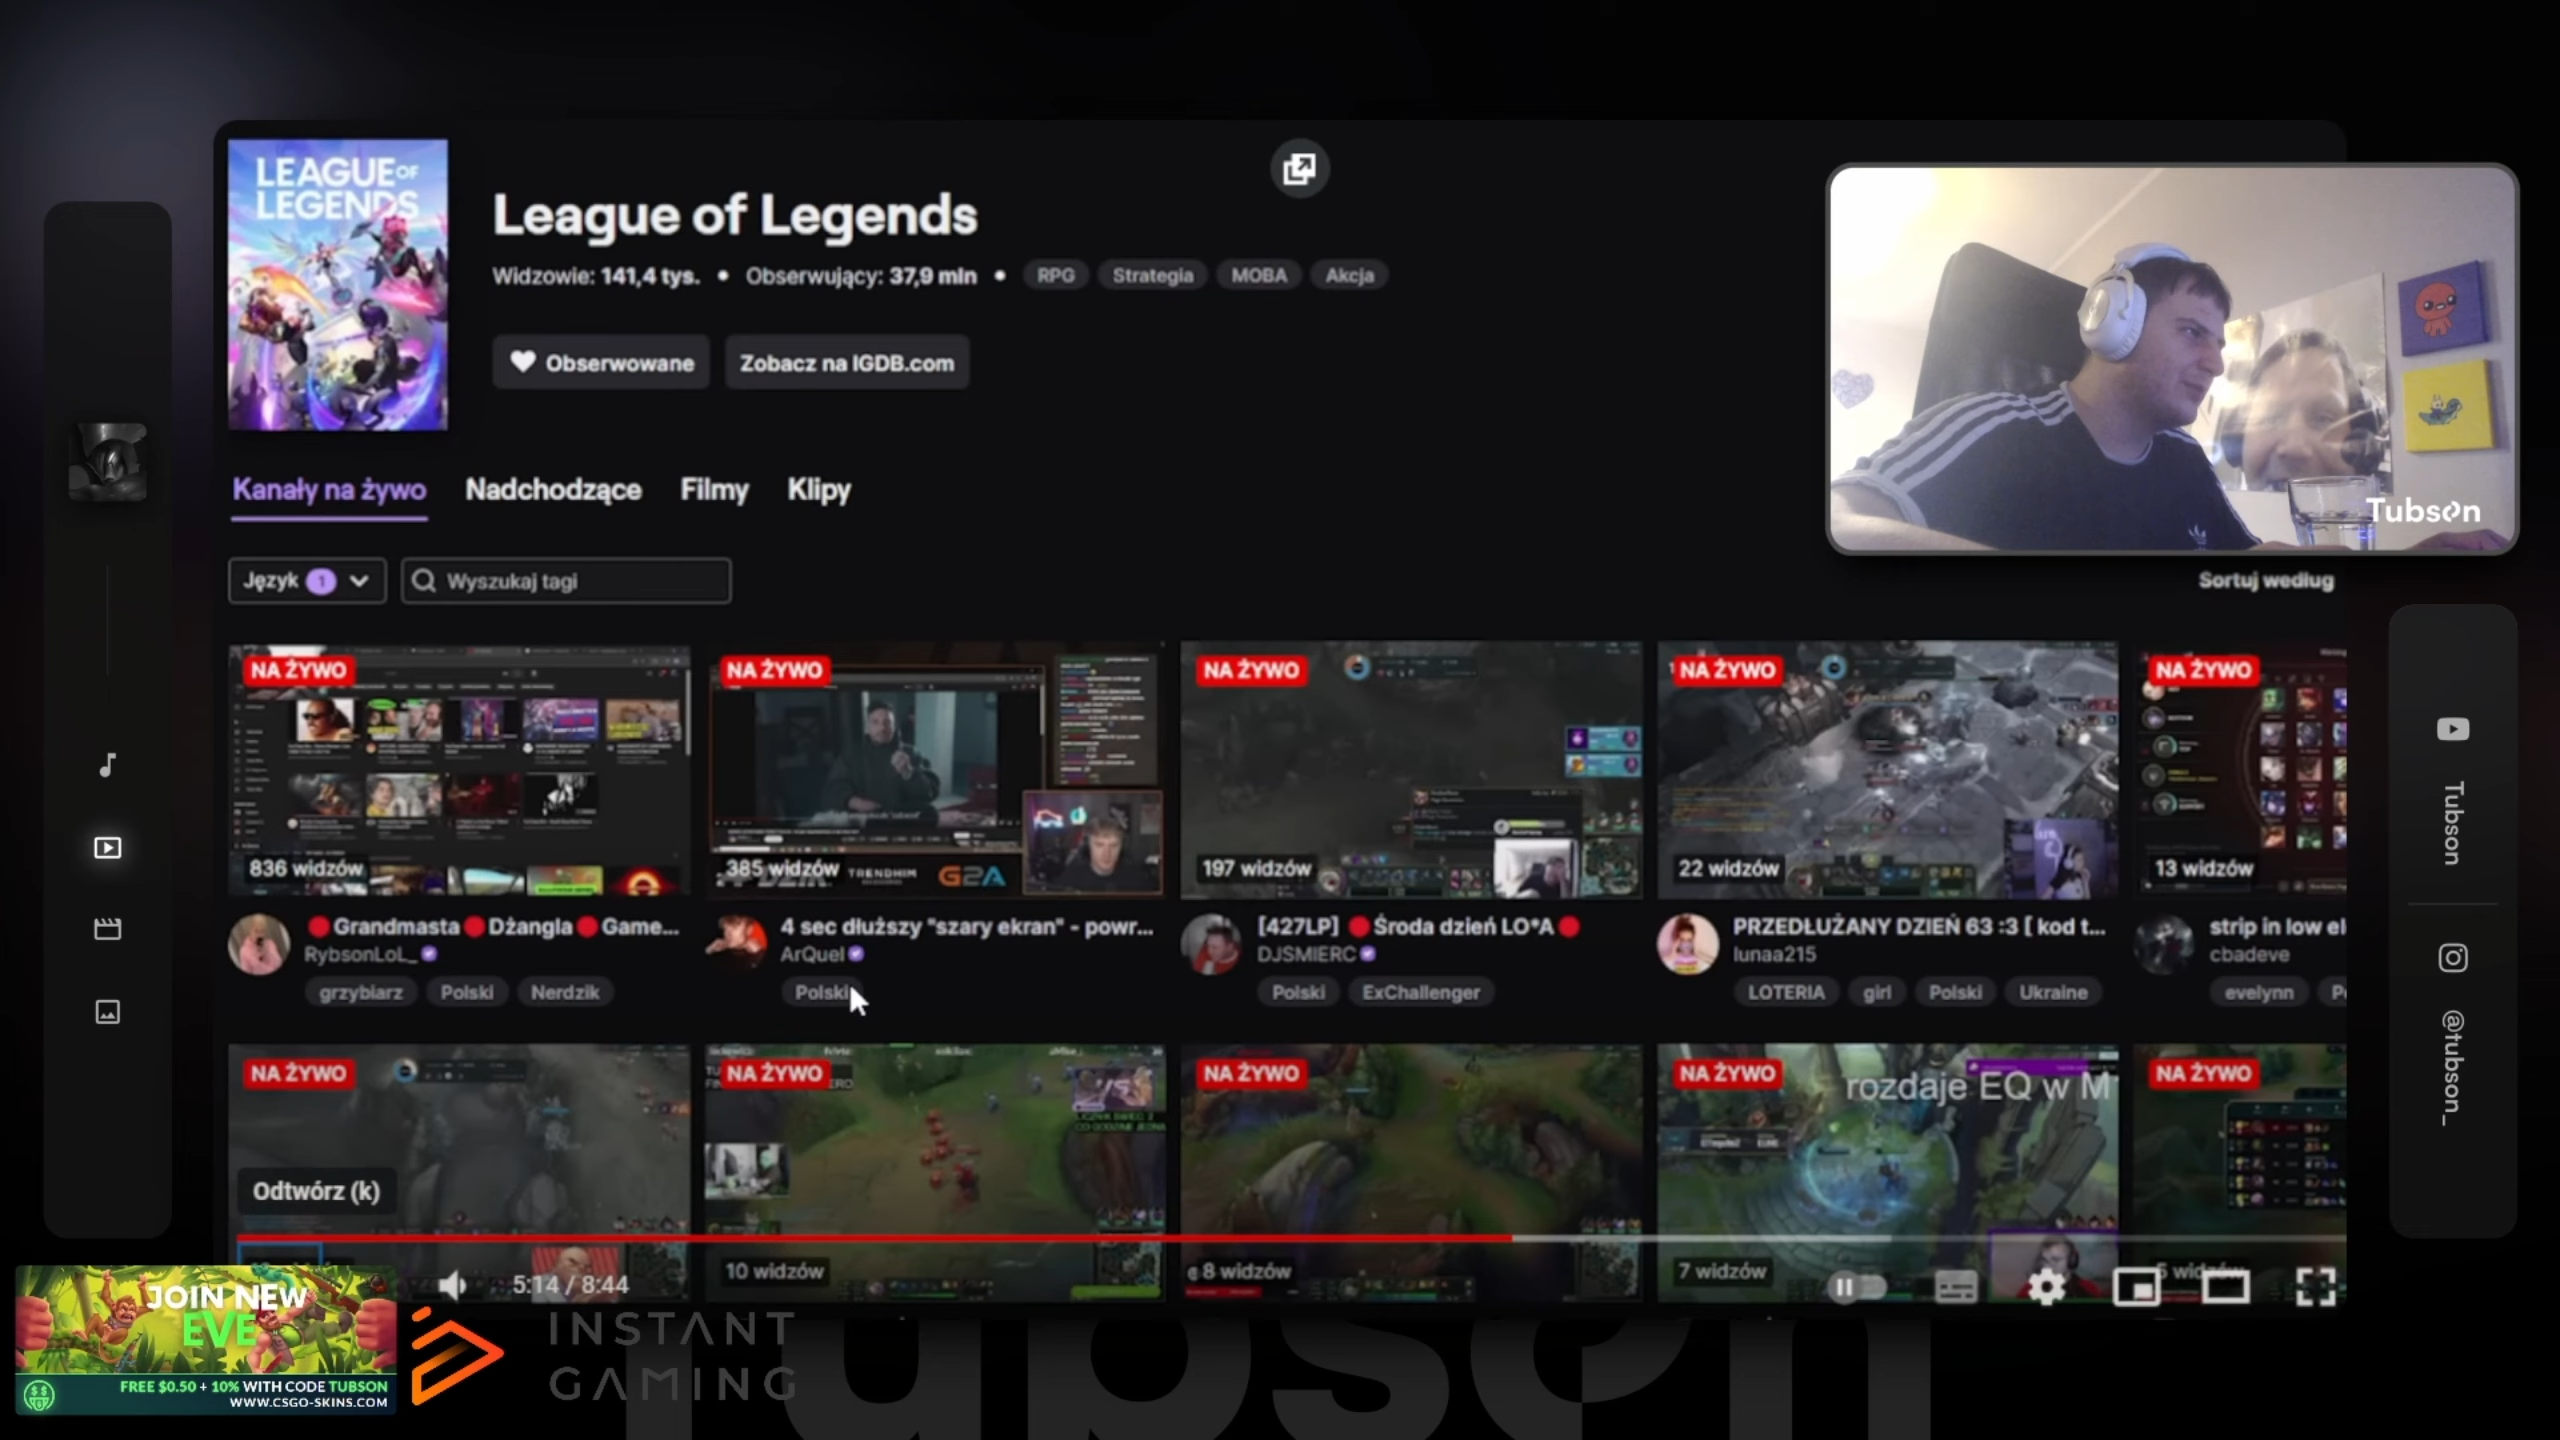 LEAGUE OF
LEGENDS
League of Legends
Widzowie: 141,4 tys. • Obserwujący: 37,9 mln • RPG Strategia MOBA Akcja
Obserwowane Zobacz na IGDB.com
Kanały na żywo Nadchodzące Filmy Klipy
Tubson
Język 1 Wyszukaj tagi Sortuj według
NA ŻYWO NA ŻYWO NA ŻYWO NA ŻYWO NA ŻYWO
836 widzów 385 widzów 197 widzów 22 widzów 13 widzów
TRENDHIM G2A
Grandmasta Dżangla Game... 4 sec dłuższy "szary ekran" - powr... [427LP] Środa dzień LO*A PRZEDŁUŻANY DZIEŃ 63 :3 [ kod t... strip in low el
RybsonLoL_ ArQuel DJSMIERC lunaa215 cbadeve
grzybiarz Polski Nerdzik Polski Polski ExChallenger LOTERIA girl Polski Ukraine evelynn
NA ŻYWO NA ŻYWO NA ŻYWO NA ŻYWO NA ŻYWO
rozdaje EQ w M
Odtwórz (k)
10 widzów 8 widzów 7 widzów 5 widzów
5:14 / 8:44
Tubson
@tubson_
JOIN NEW
EVE
FREE $0.50 + 10% WITH CODE TUBSON
WWW.CSGO-SKINS.COM
INSTANT
GAMING
Tubson